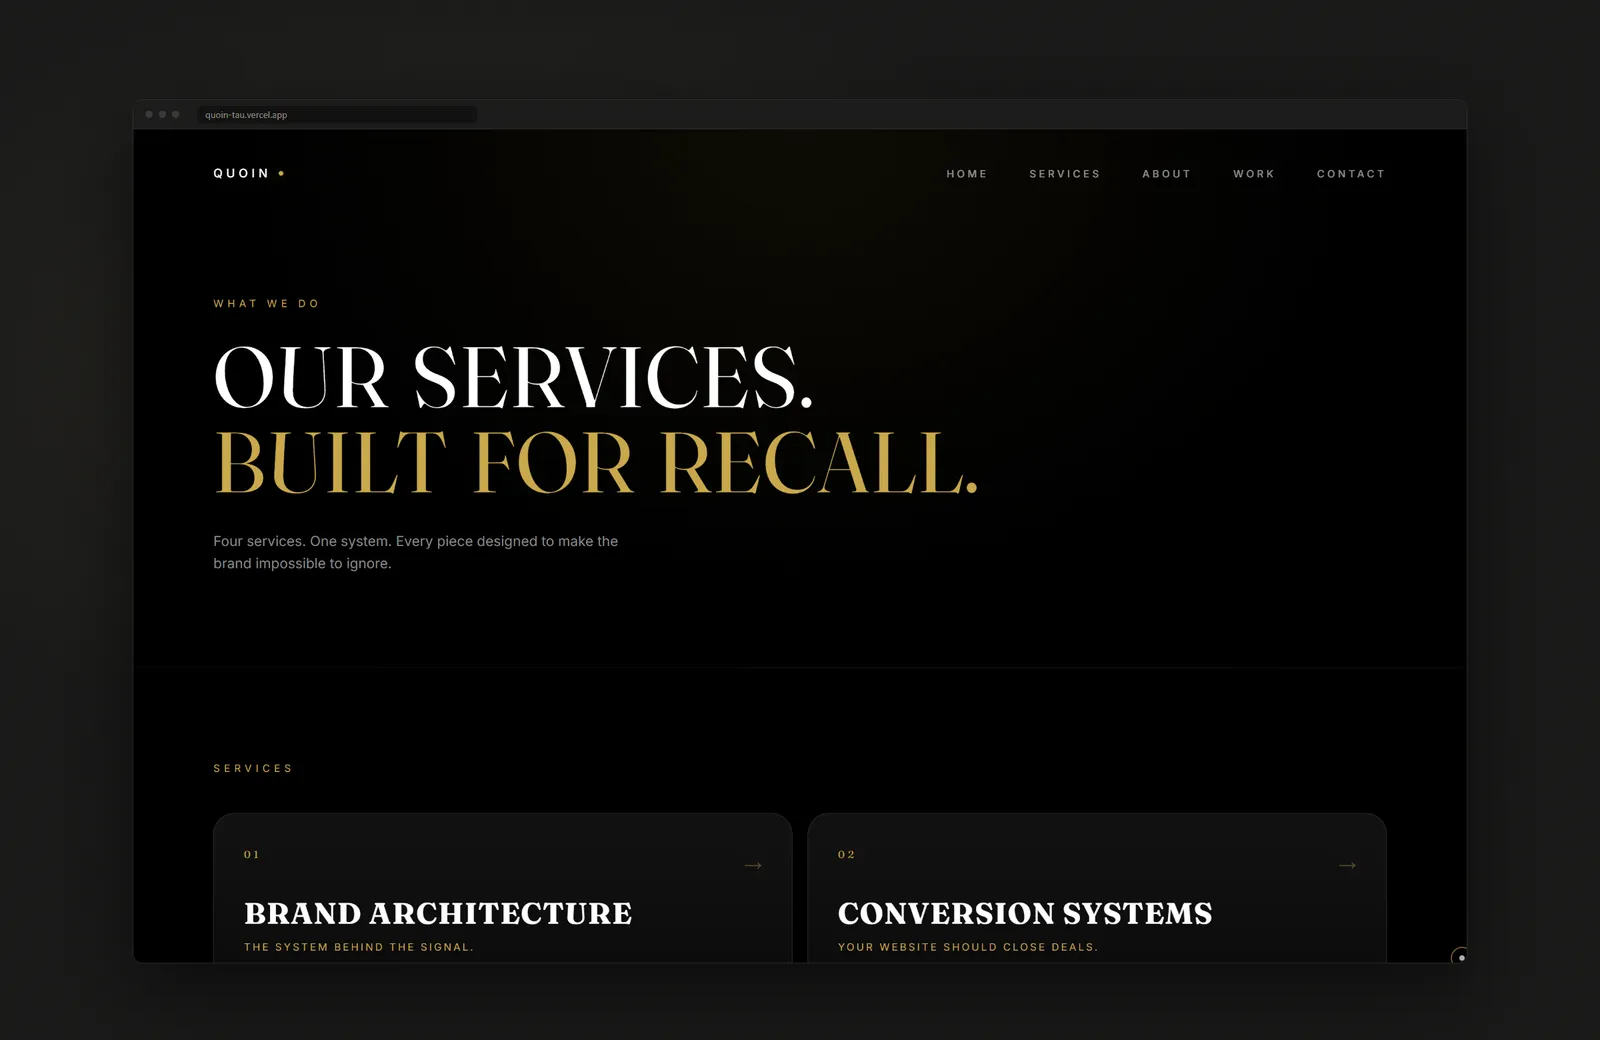 quoin-tau.vercel.app
QUOIN
HOME SERVICES ABOUT WORK CONTACT
WHAT WE DO
OUR SERVICES.
BUILT FOR RECALL.
Four services. One system. Every piece designed to make the
brand impossible to ignore.
SERVICES
01
BRAND ARCHITECTURE
THE SYSTEM BEHIND THE SIGNAL.
02
CONVERSION SYSTEMS
YOUR WEBSITE SHOULD CLOSE DEALS.